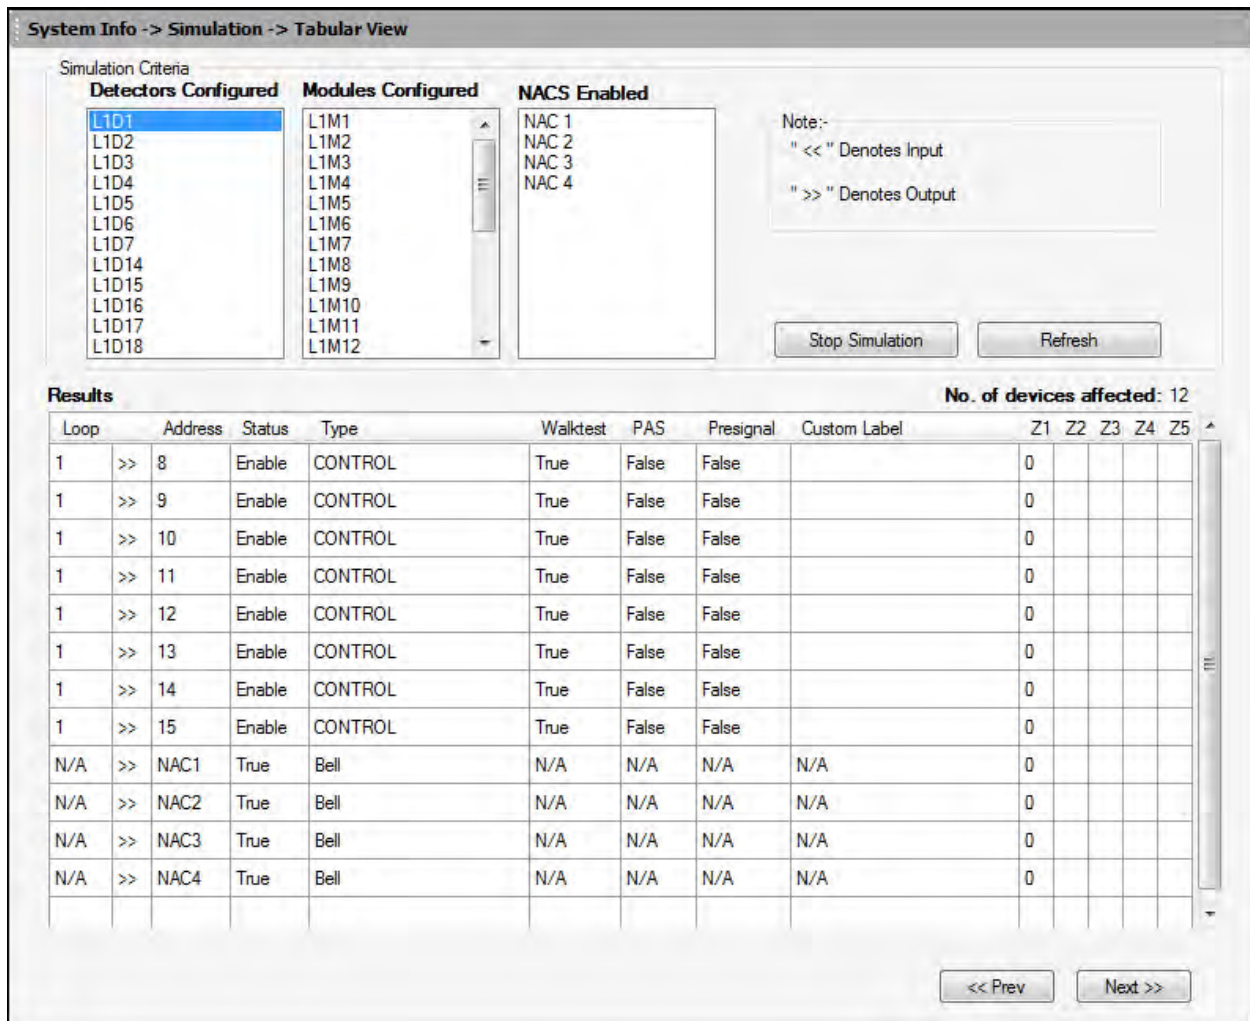 System Info -> Simulation -> Tabular View
Simulation Criteria
Detectors Configured Modules Configured NACS Enabled
L1D1
L1D2
L1D3
L1D4
L1D5
L1D6
L1D7
L1D14
L1D15
L1D16
L1D17
L1D18
L1M1
L1M2
L1M3
L1M4
L1M5
L1M6
L1M7
L1M8
L1M9
L1M10
L1M11
L1M12
NAC 1
NAC 2
NAC 3
NAC 4
Note:-
" << " Denotes Input
" >> " Denotes Output
Stop Simulation Refresh
Results No. of devices affected: 12
Loop Address Status Type Walktest PAS Presignal Custom Label Z1 Z2 Z3 Z4 Z5
1 >> 8 Enable CONTROL True False False 0
1 >> 9 Enable CONTROL True False False 0
1 >> 10 Enable CONTROL True False False 0
1 >> 11 Enable CONTROL True False False 0
1 >> 12 Enable CONTROL True False False 0
1 >> 13 Enable CONTROL True False False 0
1 >> 14 Enable CONTROL True False False 0
1 >> 15 Enable CONTROL True False False 0
N/A >> NAC1 True Bell N/A N/A N/A N/A 0
N/A >> NAC2 True Bell N/A N/A N/A N/A 0
N/A >> NAC3 True Bell N/A N/A N/A N/A 0
N/A >> NAC4 True Bell N/A N/A N/A N/A 0
<< Prev Next >>